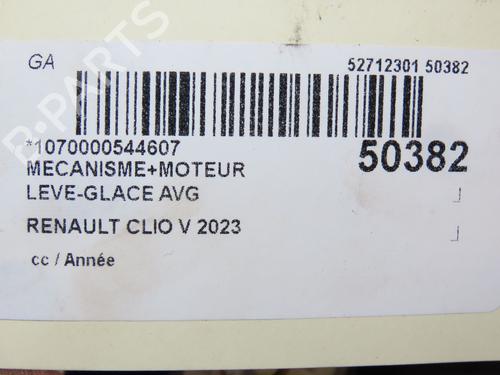 GA
52712301 50382
*1070000544607
50382
MECANISME+MOTEUR
LEVE-GLACE AVG
RENAULT CLIO V 2023
cc / Année
B-PARTS